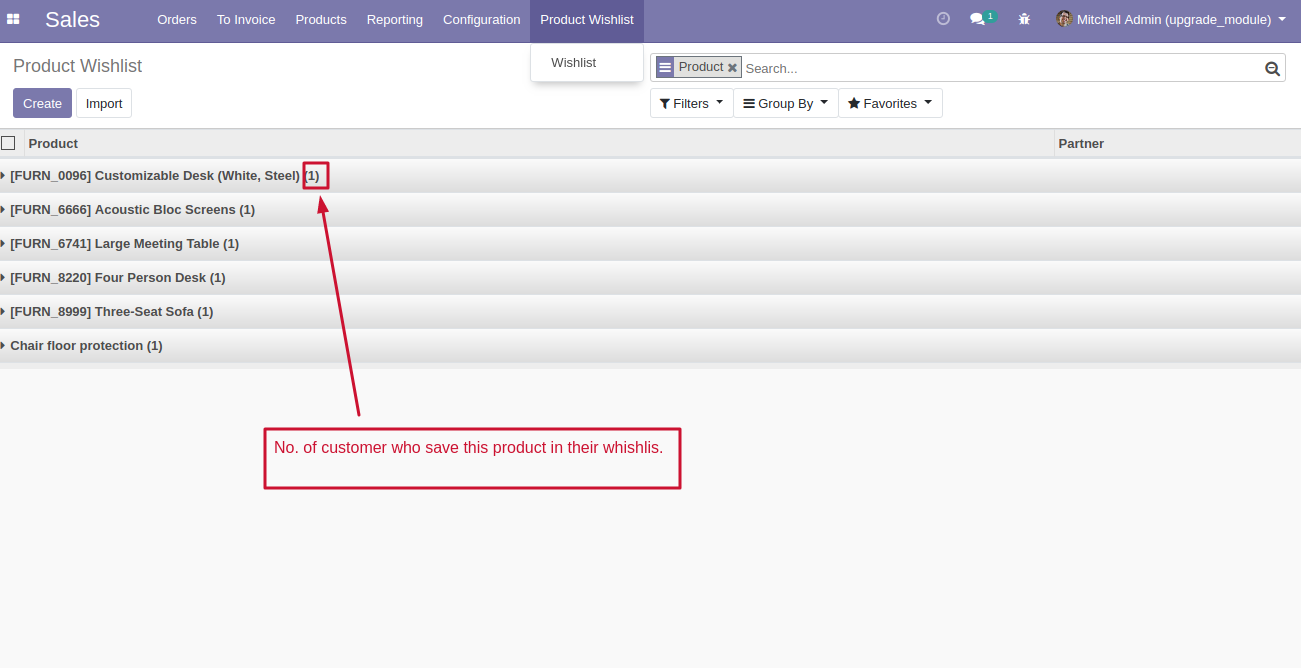 Sales Orders To Invoice Products Reporting Configuration Product Wishlist 1 Mitchell Admin (upgrade_module)
Wishlist
Product Wishlist
Product Search...
Create Import
Filters Group By Favorites
Product Partner
[FURN_0096] Customizable Desk (White, Steel) (1)
[FURN_6666] Acoustic Bloc Screens (1)
[FURN_6741] Large Meeting Table (1)
[FURN_8220] Four Person Desk (1)
[FURN_8999] Three-Seat Sofa (1)
Chair floor protection (1)
No. of customer who save this product in their whishlis.